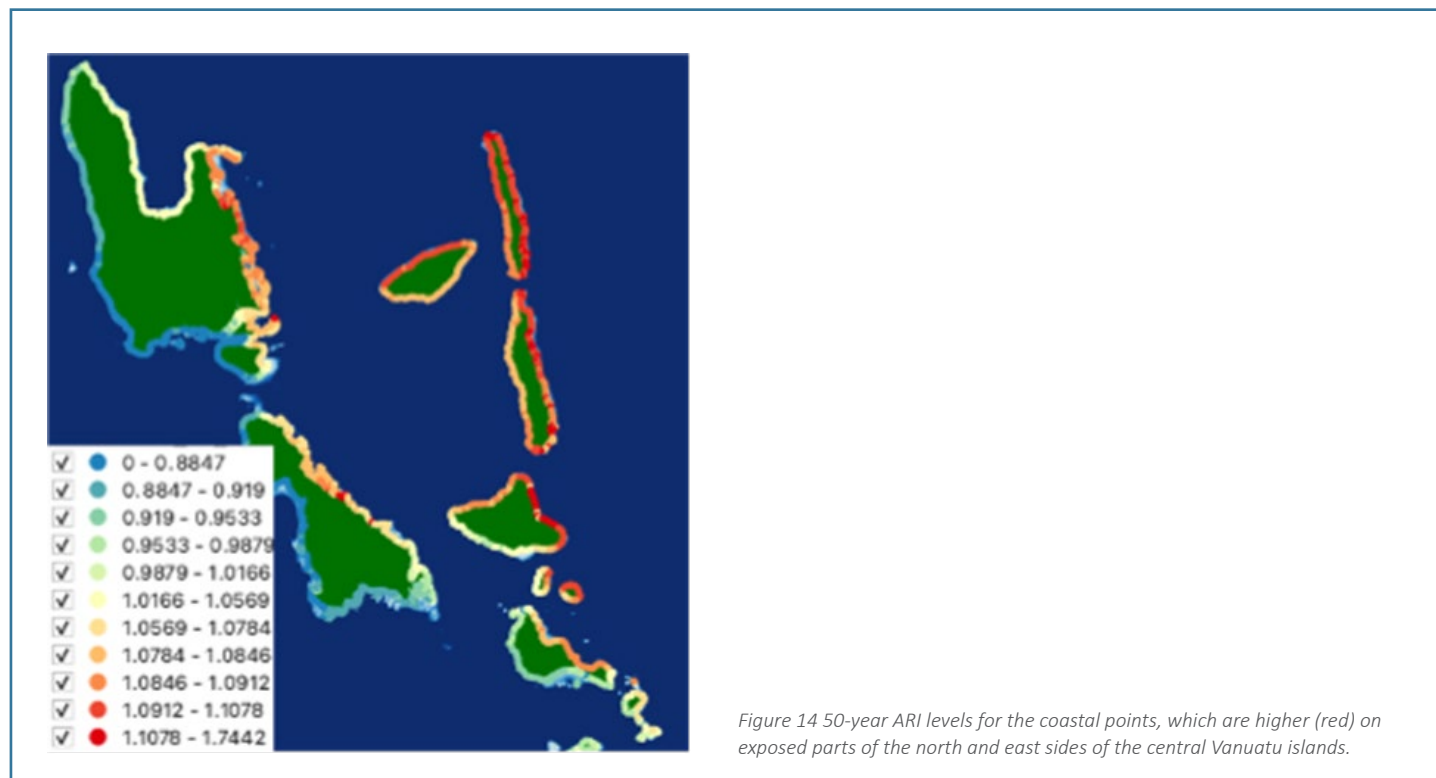 0 - 0.8847
0.8847 - 0.919
0.919 - 0.9533
0.9533 - 0.9879
0.9879 - 1.0166
1.0166 - 1.0569
1.0569 - 1.0784
1.0784 - 1.0846
1.0846 - 1.0912
1.0912 - 1.1078
1.1078 - 1.7442
Figure 14 50-year ARI levels for the coastal points, which are higher (red) on
exposed parts of the north and east sides of the central Vanuatu islands.